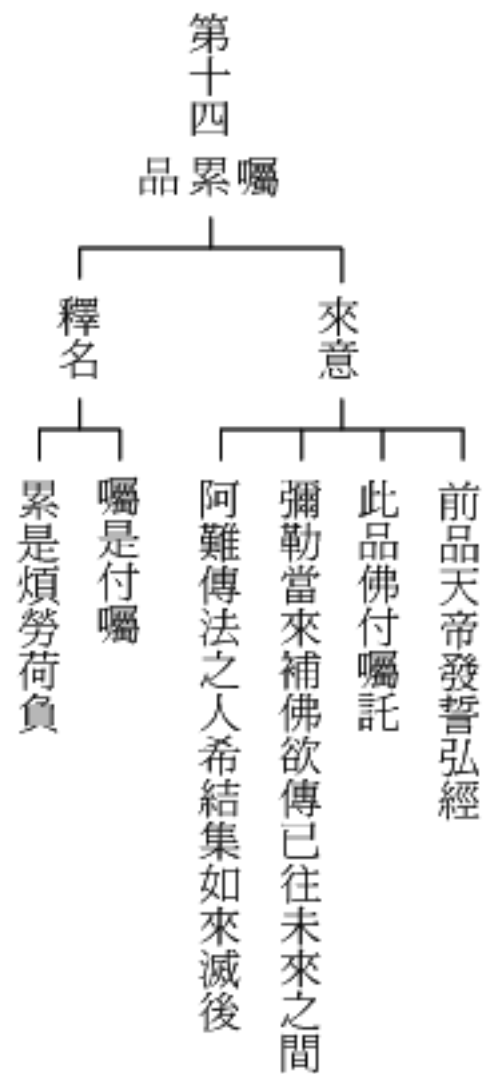 第十四
囑累品
來意
前品天帝發誓弘經
此品佛付囑託
彌勒當來補佛欲傳已往未來之間
阿難傳法之人希結集如來滅後
釋名
囑是付囑
累是煩勞荷負